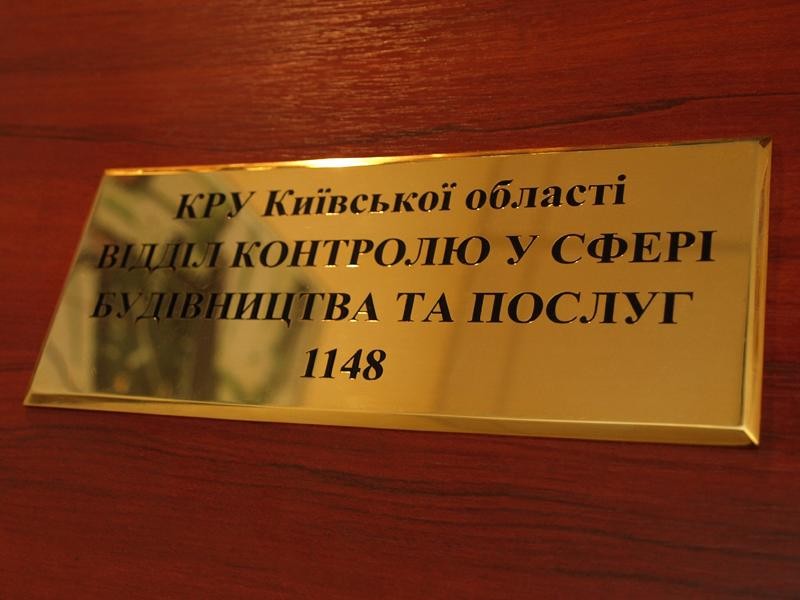 КРУ Київської області
ВІДДІЛ КОНТРОЛЮ У СФЕРІ
БУДІВНИЦТВА ТА ПОСЛУГ
1148